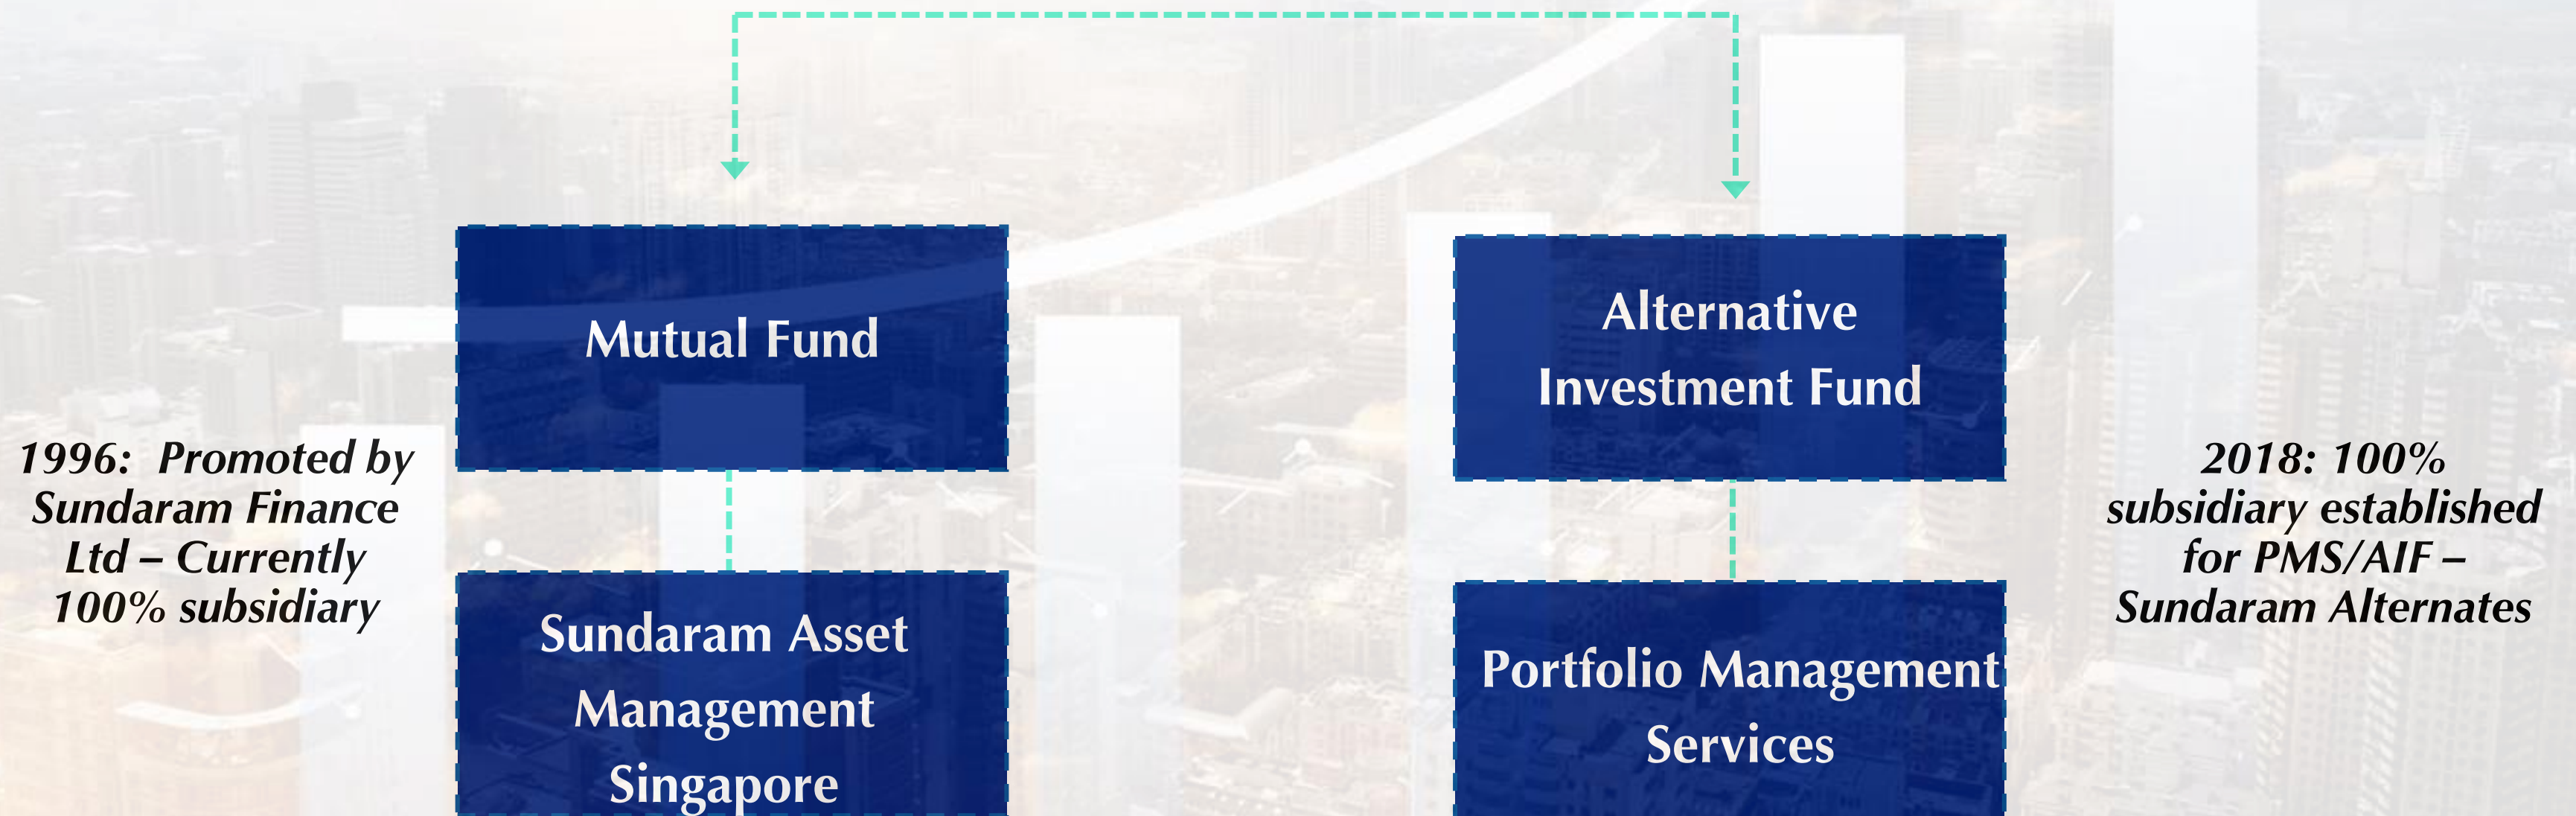 Mutual Fund
Alternative
Investment Fund
1996:  Promoted by
Sundaram Finance
Ltd – Currently
100% subsidiary
2018: 100%
subsidiary established
for PMS/AIF –
Sundaram Alternates
Sundaram Asset
Management
Singapore
Portfolio Management
Services